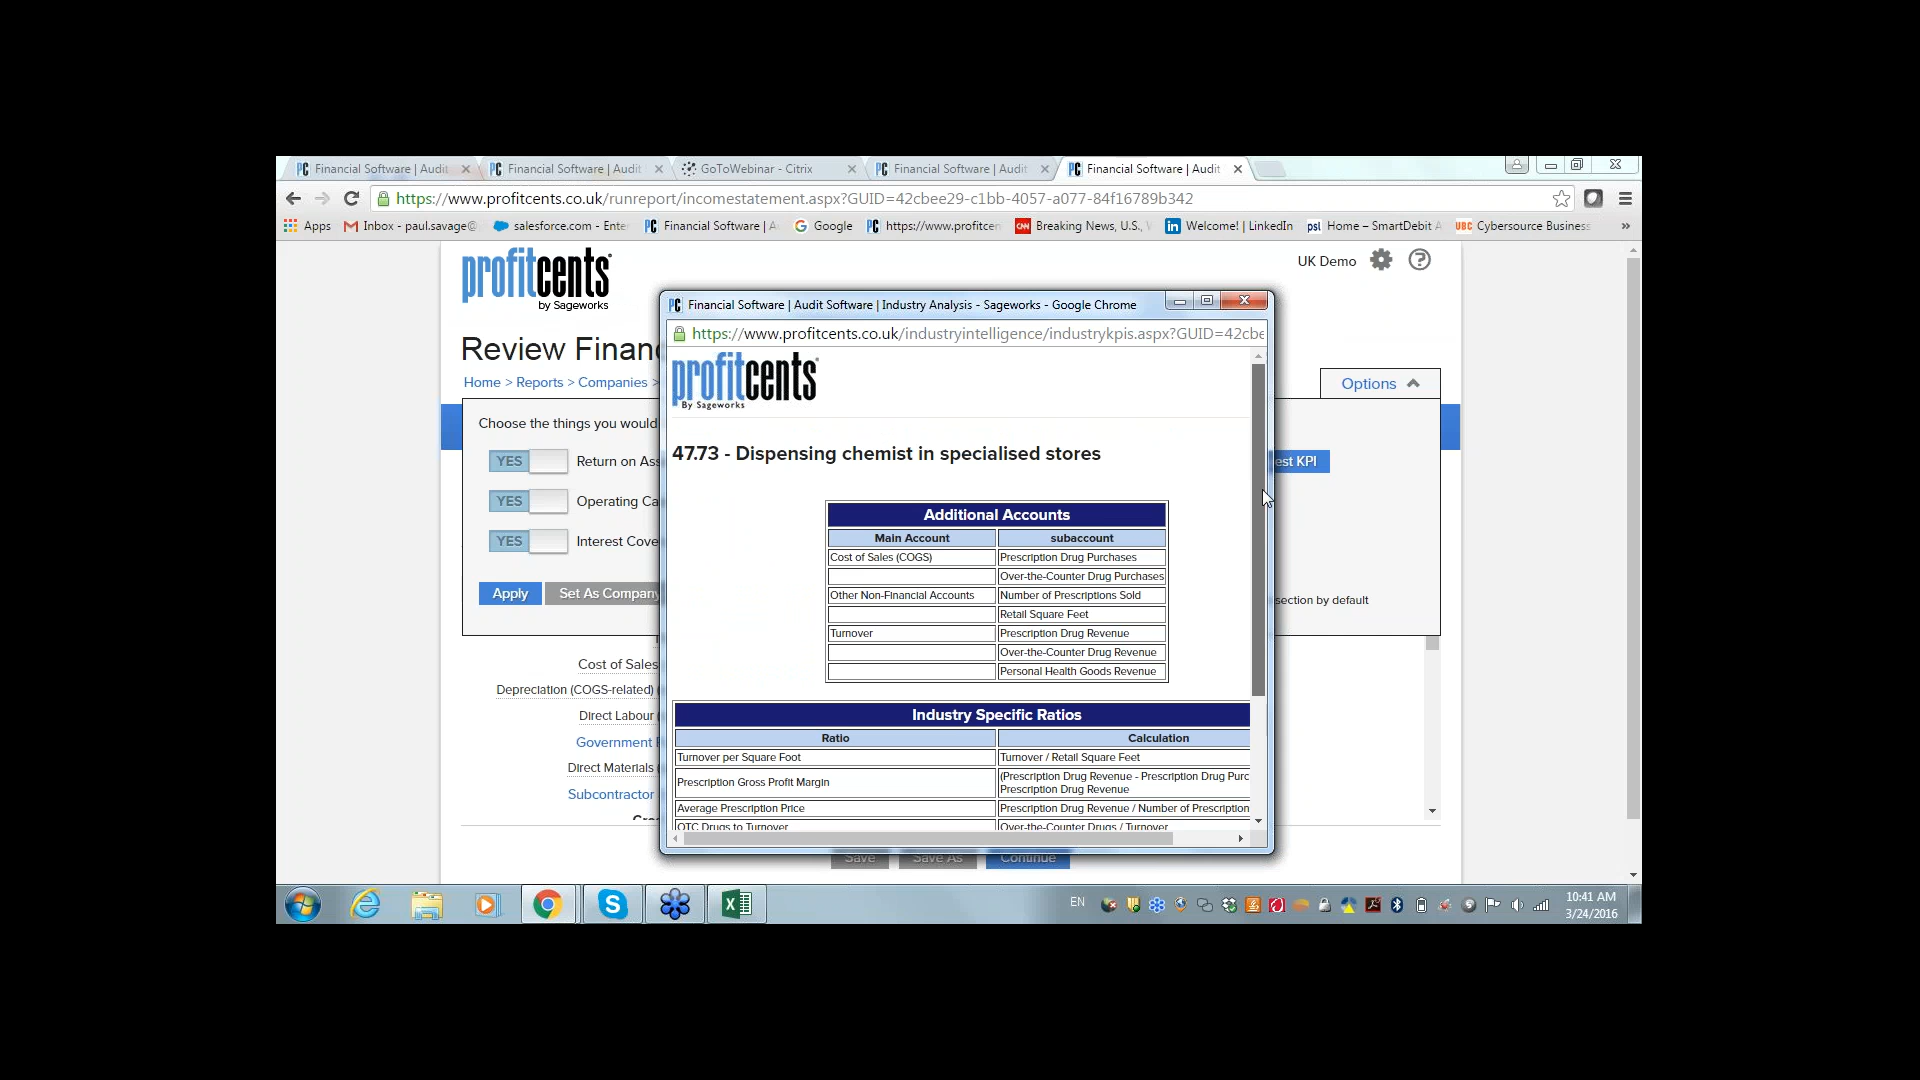 Financial Software | Audit
Financial Software | Audit
GoToWebinar - Citrix
Financial Software | Audit
Financial Software | Audit
https://www.profitcents.co.uk/runreport/incomestatement.aspx?GUID=42cbee29-c1bb-4057-a077-84f16789b342
Apps
Inbox - paul.savage@
salesforce.com - Ente
Financial Software | A
Google
https://www.profitcen
CNN
Breaking News, U.S.,
Welcome! | LinkedIn
psl
Home – SmartDebit
UBC
Cybersource Business
»
profitcents
by Sageworks
UK Demo
Review Finan
Home > Reports > Companies >
Options
Choose the things you would
YES
Return on Ass
est KPI
YES
Operating Ca
YES
Interest Cove
Apply
Set As Company
section by default
Cost of Sales
Depreciation (COGS-related)
Direct Labour
Government
Direct Materials
Subcontractor
Save
Save As
Continue
Financial Software | Audit Software | Industry Analysis - Sageworks - Google Chrome
https://www.profitcents.co.uk/industryintelligence/industrykpis.aspx?GUID=42cbe
profitcents
By Sageworks
47.73 - Dispensing chemist in specialised stores
Additional Accounts
Main Account subaccount
Cost of Sales (COGS) Prescription Drug Purchases
Over-the-Counter Drug Purchases
Other Non-Financial Accounts Number of Prescriptions Sold
Retail Square Feet
Turnover Prescription Drug Revenue
Over-the-Counter Drug Revenue
Personal Health Goods Revenue
Industry Specific Ratios
Ratio Calculation
Turnover per Square Foot Turnover / Retail Square Feet
Prescription Gross Profit Margin (Prescription Drug Revenue - Prescription Drug Purc
Prescription Drug Revenue
Average Prescription Price Prescription Drug Revenue / Number of Prescription
OTC Drugs to Turnover Over-the-Counter Drugs / Turnover
EN
10:41 AM
3/24/2016